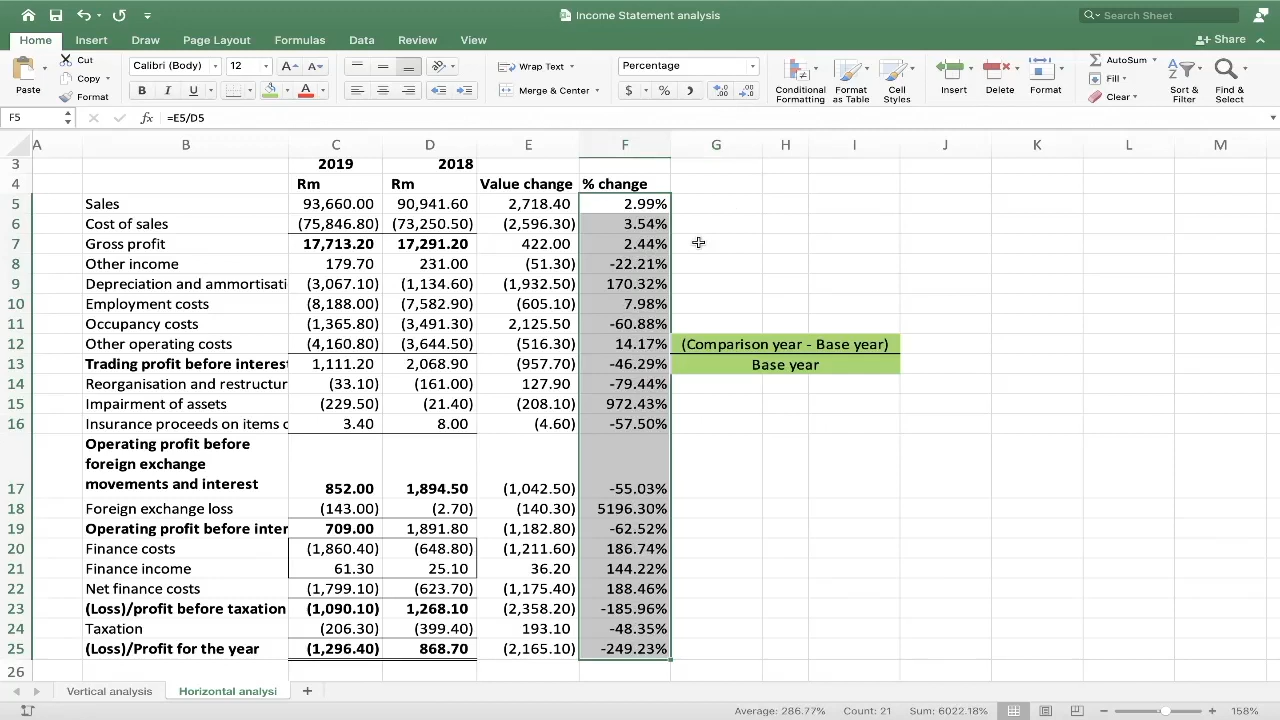 Income Statement analysis
Search Sheet
Home Insert Draw Page Layout Formulas Data Review View Share
Paste Cut Copy Format
Calibri (Body) 12 A A
B I U A
Wrap Text
Merge & Center
Percentage
$ %
Conditional Formatting Format as Table Cell Styles Insert Delete Format
AutoSum Fill Clear
Sort & Filter Find & Select
F5 fx =E5/D5
A B C D E F G H I J K L M
3 2019 2018
4 Rm Rm Value change % change
5 Sales 93,660.00 90,941.60 2,718.40 2.99%
6 Cost of sales (75,846.80) (73,250.50) (2,596.30) 3.54%
7 Gross profit 17,713.20 17,291.20 422.00 2.44%
8 Other income 179.70 231.00 (51.30) -22.21%
9 Depreciation and ammortisati (3,067.10) (1,134.60) (1,932.50) 170.32%
10 Employment costs (8,188.00) (7,582.90) (605.10) 7.98%
11 Occupancy costs (1,365.80) (3,491.30) 2,125.50 -60.88%
12 Other operating costs (4,160.80) (3,644.50) (516.30) 14.17% (Comparison year - Base year)
13 Trading profit before interest 1,111.20 2,068.90 (957.70) -46.29% Base year
14 Reorganisation and restructur (33.10) (161.00) 127.90 -79.44%
15 Impairment of assets (229.50) (21.40) (208.10) 972.43%
16 Insurance proceeds on items c 3.40 8.00 (4.60) -57.50%
Operating profit before
foreign exchange
17 movements and interest 852.00 1,894.50 (1,042.50) -55.03%
18 Foreign exchange loss (143.00) (2.70) (140.30) 5196.30%
19 Operating profit before inter 709.00 1,891.80 (1,182.80) -62.52%
20 Finance costs (1,860.40) (648.80) (1,211.60) 186.74%
21 Finance income 61.30 25.10 36.20 144.22%
22 Net finance costs (1,799.10) (623.70) (1,175.40) 188.46%
23 (Loss)/profit before taxation (1,090.10) 1,268.10 (2,358.20) -185.96%
24 Taxation (206.30) (399.40) 193.10 -48.35%
25 (Loss)/Profit for the year (1,296.40) 868.70 (2,165.10) -249.23%
26
Vertical analysis Horizontal analysi +
Average: 286.77% Count: 21 Sum: 6022.18% 158%